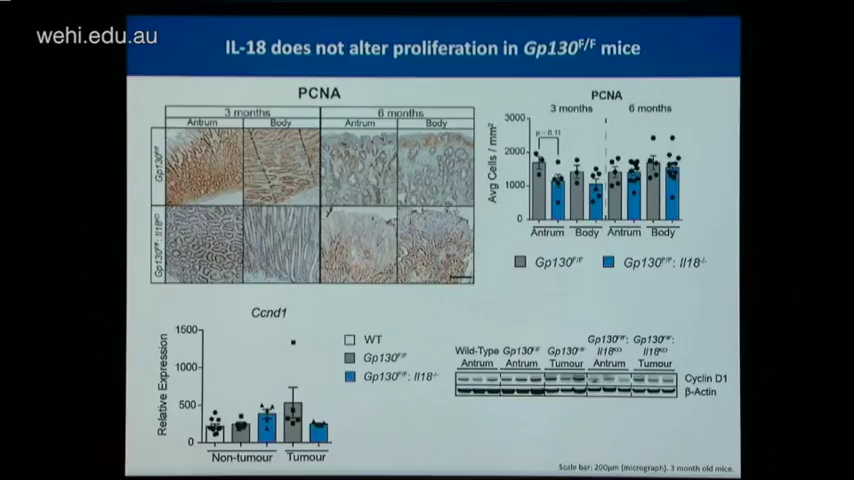 wehi.edu.au
IL-18 does not alter proliferation in Gp130F/F mice
PCNA
3 months
6 months
Antrum
Body
Antrum
Body
Gp130F/F
Gp130F/F: Il18KO
PCNA
3 months
6 months
Avg Cells / mm2
3000
2000
1000
0
p = 0.11
Antrum
Body
Antrum
Body
Gp130F/F
Gp130F/F: Il18-/-
Ccnd1
Relative Expression
1500
1000
500
0
WT
Gp130F/F
Gp130F/F: Il18-/-
Non-tumour
Tumour
Wild-Type
Antrum
Gp130F/F
Antrum
Gp130F/F
Tumour
Gp130F/F:
Il18KO
Antrum
Gp130F/F:
Il18KO
Tumour
Cyclin D1
β-Actin
Scale bar: 200µm (micrograph). 3 month old mice.